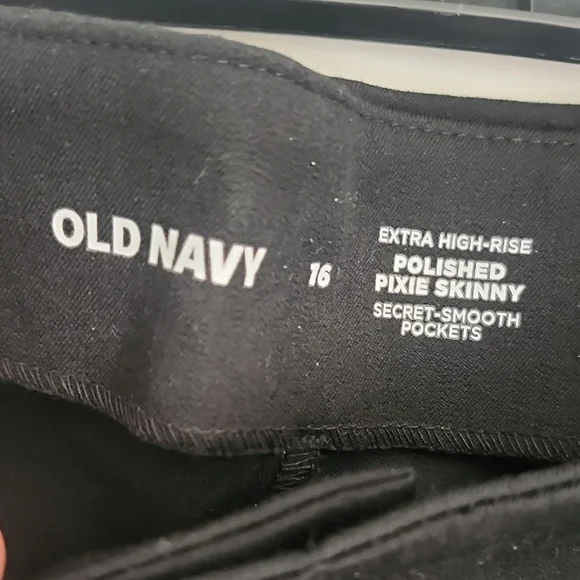 OLD NAVY
16
EXTRA HIGH-RISE
POLISHED
PIXIE SKINNY
SECRET-SMOOTH
POCKETS